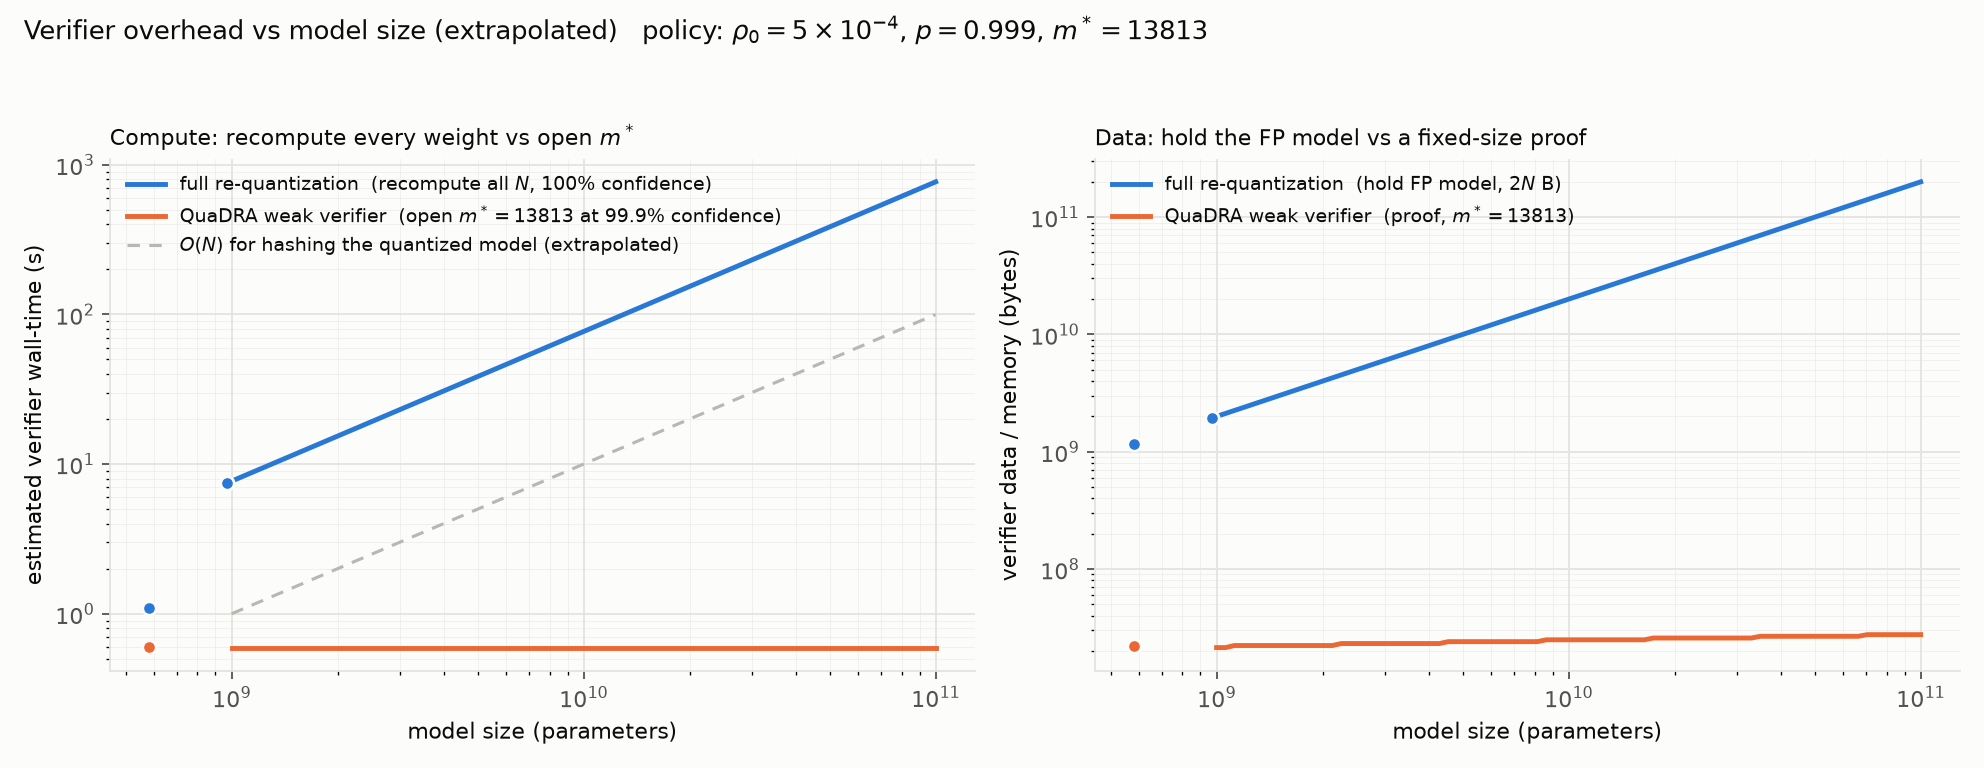 Verifier overhead vs model size (extrapolated)   policy: ρ₀ = 5 × 10⁻⁴, p = 0.999, m* = 13813
Compute: recompute every weight vs open m*
10³
10²
10¹
10⁰
estimated verifier wall-time (s)
full re-quantization (recompute all N, 100% confidence)
QuaDRA weak verifier (open m* = 13813 at 99.9% confidence)
O(N) for hashing the quantized model (extrapolated)
10⁹
10¹⁰
10¹¹
model size (parameters)
Data: hold the FP model vs a fixed-size proof
10¹¹
10¹⁰
10⁹
10⁸
verifier data / memory (bytes)
full re-quantization (hold FP model, 2N B)
QuaDRA weak verifier (proof, m* = 13813)
10⁹
10¹⁰
10¹¹
model size (parameters)